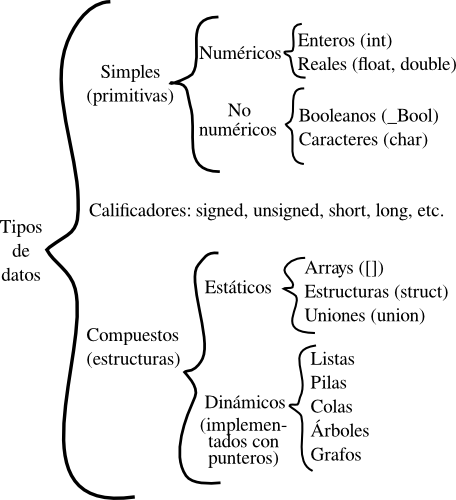 Tipos
de
datos
Simples
(primitivas)
Numéricos
Enteros (int)
Reales (float, double)
No
numéricos
Booleanos (_Bool)
Caracteres (char)
Calificadores: signed, unsigned, short, long, etc.
Compuestos
(estructuras)
Estáticos
Arrays ([])
Estructuras (struct)
Uniones (union)
Dinámicos
(implemen-
tados con
punteros)
Listas
Pilas
Colas
Árboles
Grafos